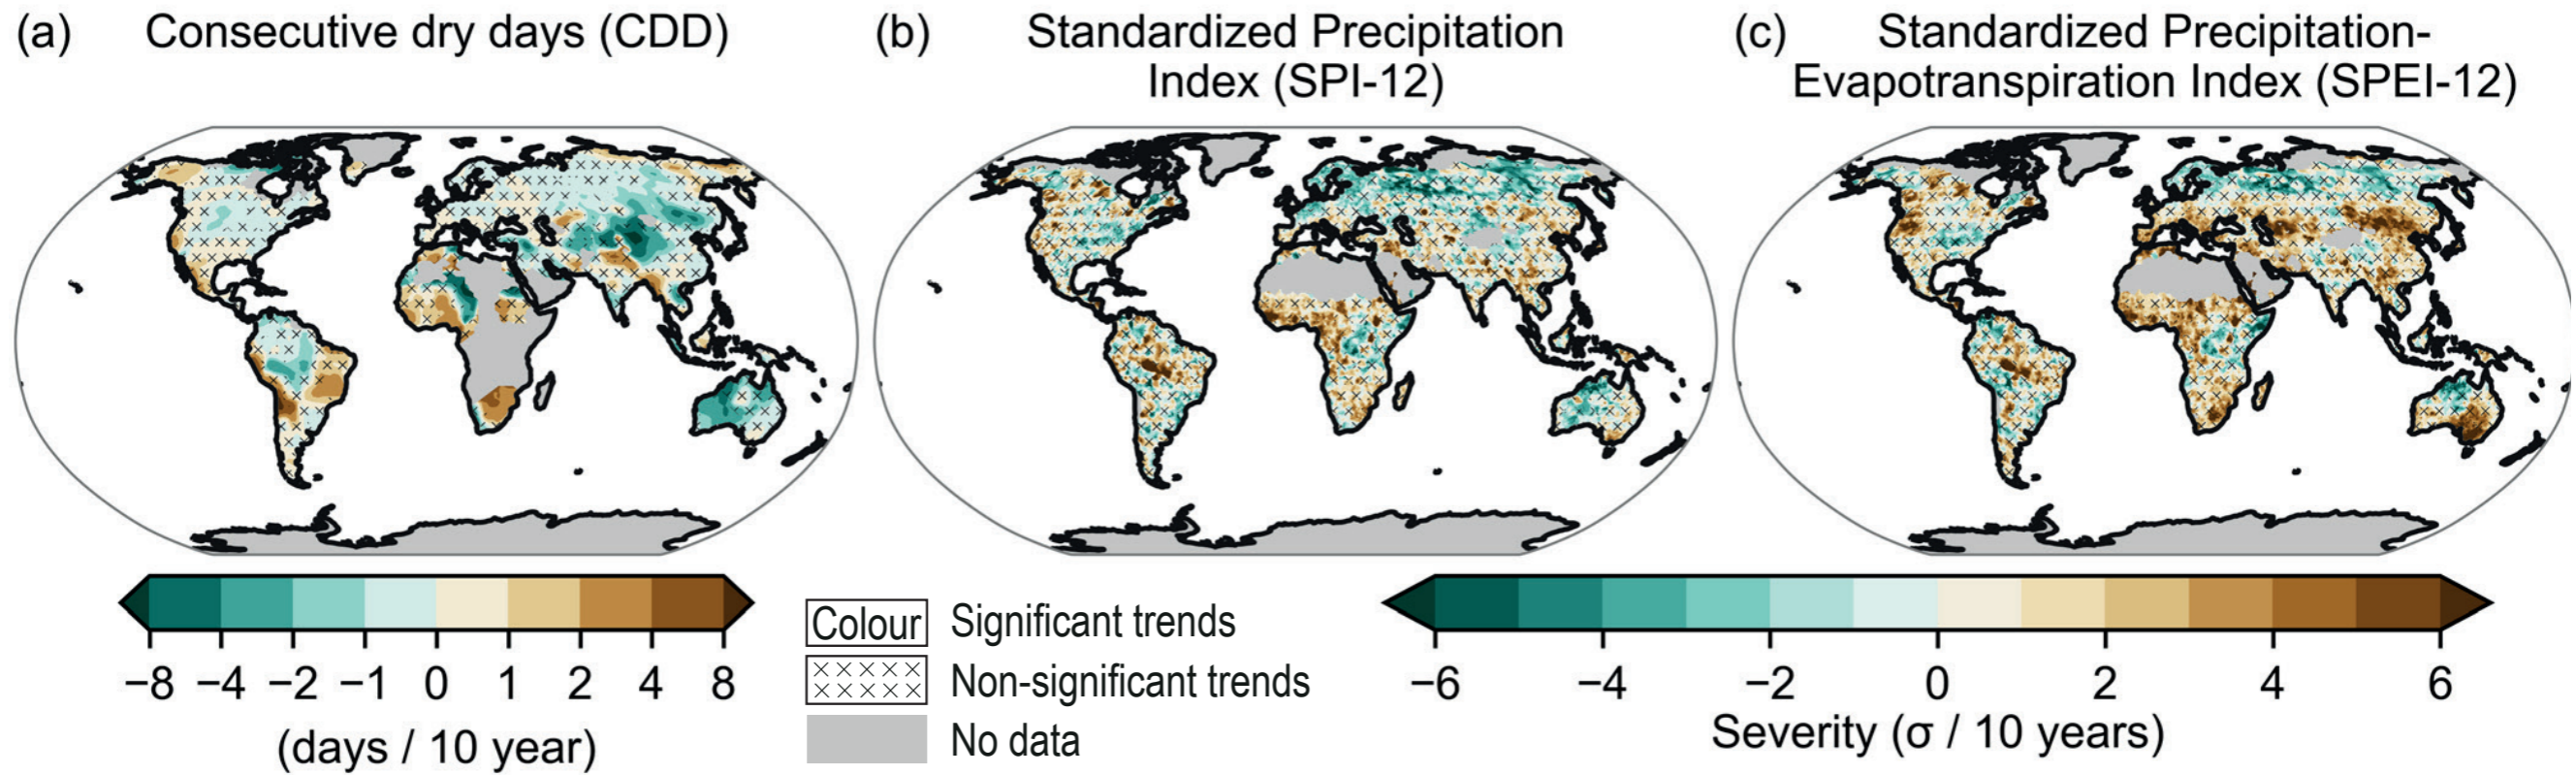 (a) Consecutive dry days (CDD)
(b) Standardized Precipitation
Index (SPI-12)
(c) Standardized Precipitation-
Evapotranspiration Index (SPEI-12)
−8 −4 −2 −1 0 1 2 4 8
(days / 10 year)
Colour Significant trends
Non-significant trends
No data
−6 −4 −2 0 2 4 6
Severity (σ / 10 years)